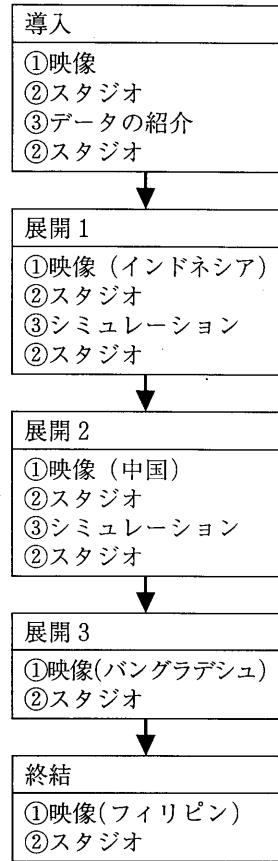 導入
①映像
②スタジオ
③データの紹介
②スタジオ
展開1
①映像（インドネシア）
②スタジオ
③シミュレーション
②スタジオ
展開2
①映像（中国）
②スタジオ
③シミュレーション
②スタジオ
展開3
①映像(バングラデシュ)
②スタジオ
終結
①映像(フィリピン)
②スタジオ